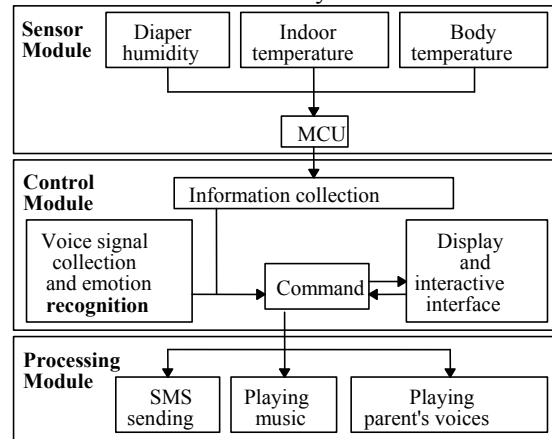 Sensor
Module
Diaper
humidity
Indoor
temperature
Body
temperature
MCU
Control
Module
Information collection
Voice signal
collection
and emotion
recognition
Command
Display
and
interactive
interface
Processing
Module
SMS
sending
Playing
music
Playing
parent's voices